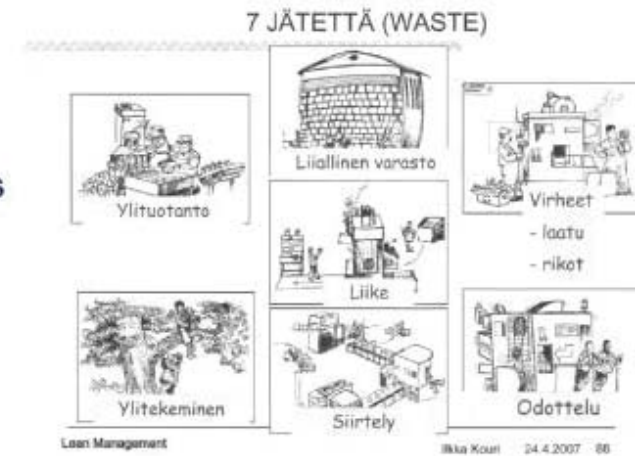 7 JÄTETTÄ (WASTE)
Ylituotanto
Liiallinen varasto
Virheet
- laatu
- rikot
Liike
Ylitekeminen
Siirtely
Odottelu
Lean Management
Ilkka Kouri 24.4.2007 86
s